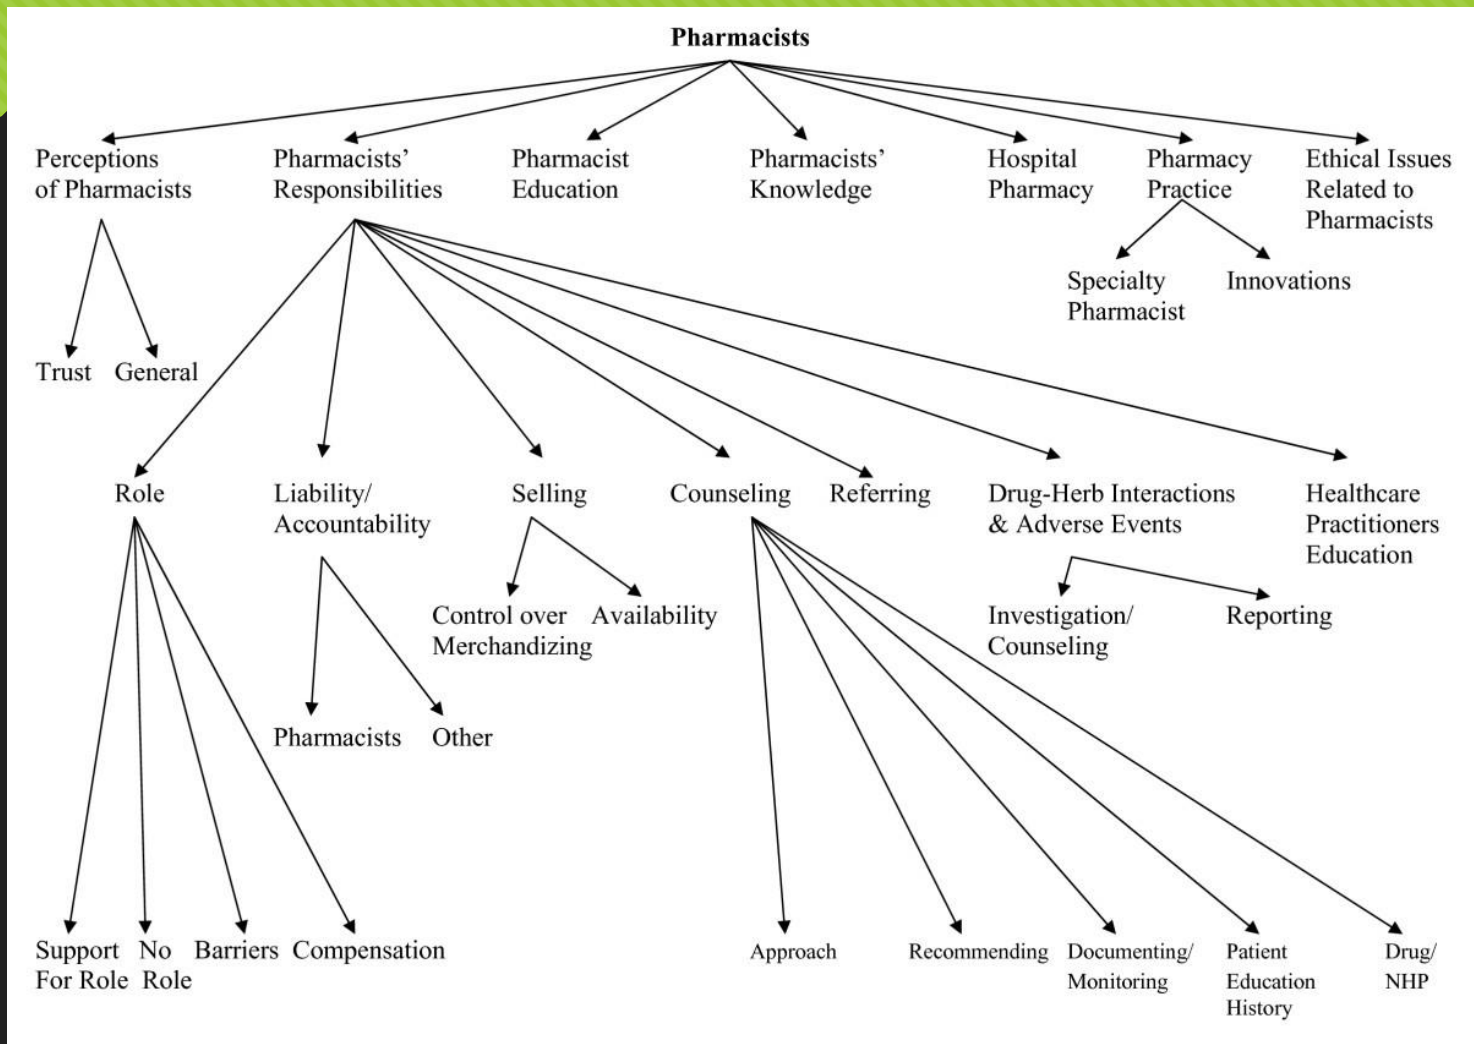 Pharmacists
Perceptions
of Pharmacists
Pharmacists’
Responsibilities
Pharmacist
Education
Pharmacists’
Knowledge
Hospital
Pharmacy
Pharmacy
Practice
Ethical Issues
Related to
Pharmacists
Specialty
Pharmacist
Innovations
Trust
General
Role
Liability/
Accountability
Selling
Counseling
Referring
Drug-Herb Interactions
& Adverse Events
Healthcare
Practitioners
Education
Control over
Merchandizing
Availability
Investigation/
Counseling
Reporting
Pharmacists
Other
Support
For Role
No
Role
Barriers
Compensation
Approach
Recommending
Documenting/
Monitoring
Patient
Education
History
Drug/
NHP